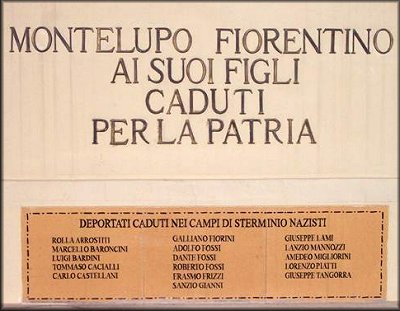 MONTELUPO FIORENTINO
AI SUOI FIGLI
CADUTI
PER LA PATRIA
DEPORTATI CADUTI NEI CAMPI DI STERMINIO NAZISTI
ROLLA ARROSTITI
MARCELLO BARONCINI
LUIGI BARDINI
TOMMASO CACIALLI
CARLO CASTELLANI
GALLIANO FIORINI
ADOLFO FOSSI
DANTE FOSSI
ROBERTO FOSSI
ERASMO FRIZZI
SANZIO GIANNI
GIUSEPPE LAMI
LANZIO MANNOZZI
AMEDEO MIGLIORINI
LORENZO PIATTI
GIUSEPPE TANGORRA